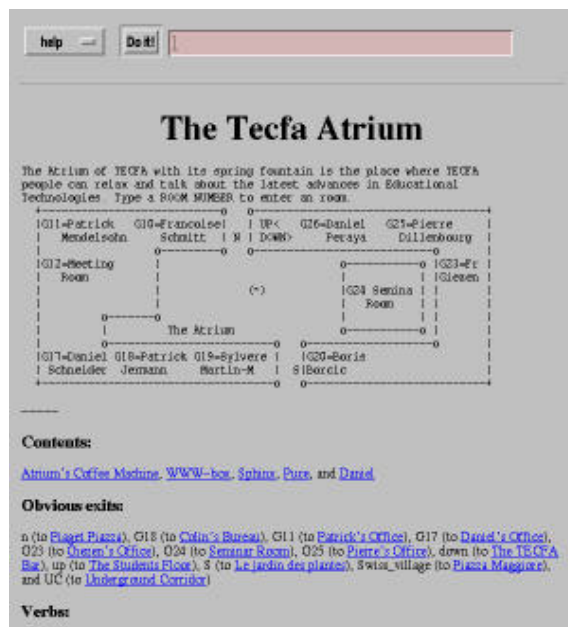 help
Do it!
The Tecfa Atrium
The Atrium of TECFA with its spring fountain is the place where TECFA
people can relax and talk about the latest advances in Educational
Technologies. Type a ROOM NUMBER to enter an room.
G11=Patrick G10=Francoise UP< G26=Daniel G25=Pierre
Mendelsohn Schmitt N DOWN> Peraya Dillenbourg
G12=Meeting G23=Fr
Room Giezen
(*) G24 Semina
Room
The Atrium
G17=Daniel G18=Patrick G19=Sylvere G20=Boris
Schneider Jermann Martin-M S Borcic
Contents:
Atrium's Coffee Machine, WWW-box, Sphinx, Puce, and Daniel
Obvious exits:
n (to Piaget Piazza), G18 (to Colin's Bureau), G11 (to Patrick's Office), G17 (to Daniel's Office),
G23 (to Giezen's Office), G24 (to Seminar Room), G25 (to Pierre's Office), down (to The TECFA
Bar), up (to The Students Floor), S (to Le jardin des plantes), Swiss_village (to Piazza Maggiore),
and UC (to Underground Corridor)
Verbs: